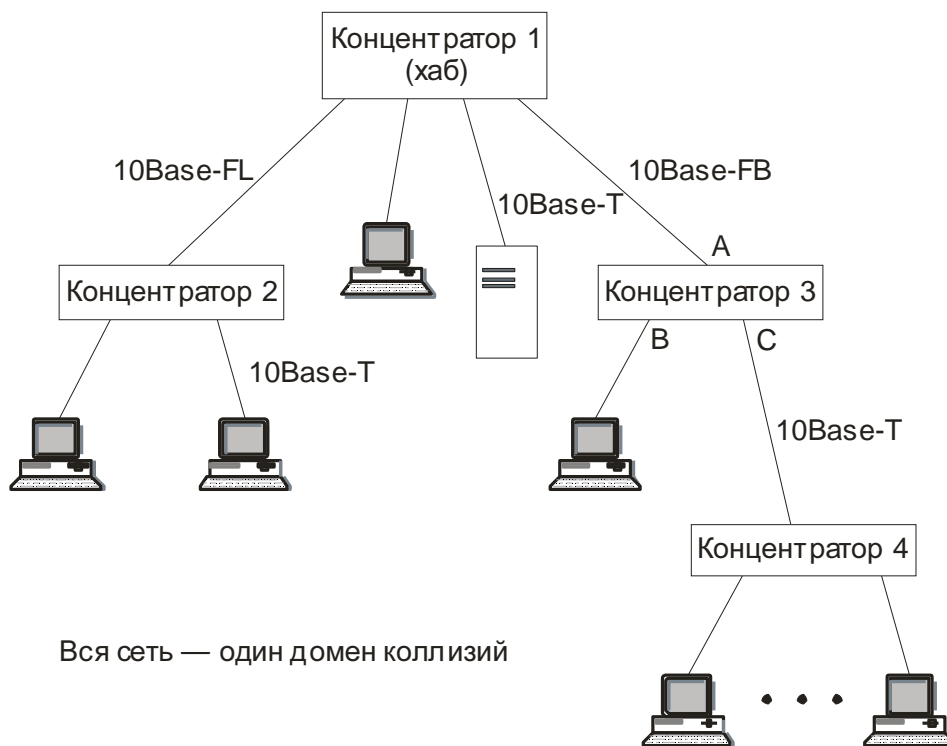 Концентратор 1
(хаб)
10Base-FL
10Base-FB
10Base-T
A
Концентратор 2
Концентратор 3
B
C
10Base-T
10Base-T
Концентратор 4
Вся сеть — один домен коллизий